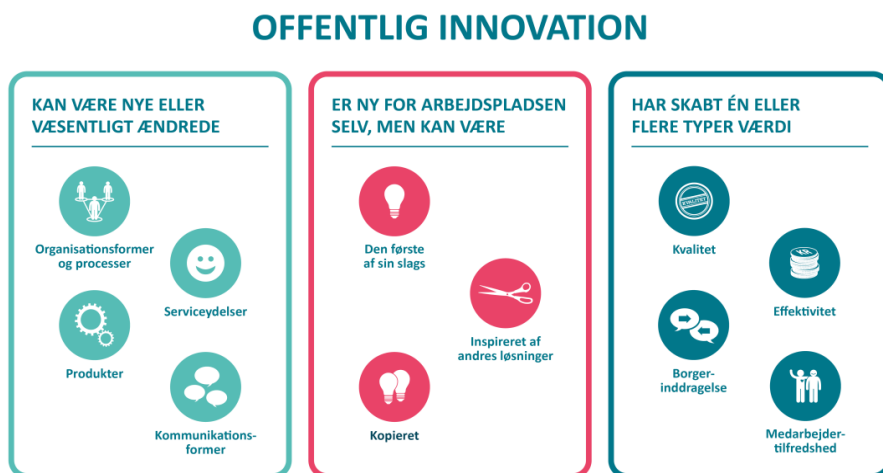 OFFENTLIG INNOVATION
KAN VÆRE NYE ELLER
VÆSENTLIGT ÆNDREDE
Organisationsformer
og processer
Serviceydelser
Produkter
Kommunikations-
former
ER NY FOR ARBEJDSPLADSEN
SELV, MEN KAN VÆRE
Den første
af sin slags
Inspireret af
andres løsninger
Kopieret
HAR SKABT ÉN ELLER
FLERE TYPER VÆRDI
KVALITET
Kvalitet
KR
Effektivitet
Borger-
inddragelse
Medarbejder-
tilfredshed